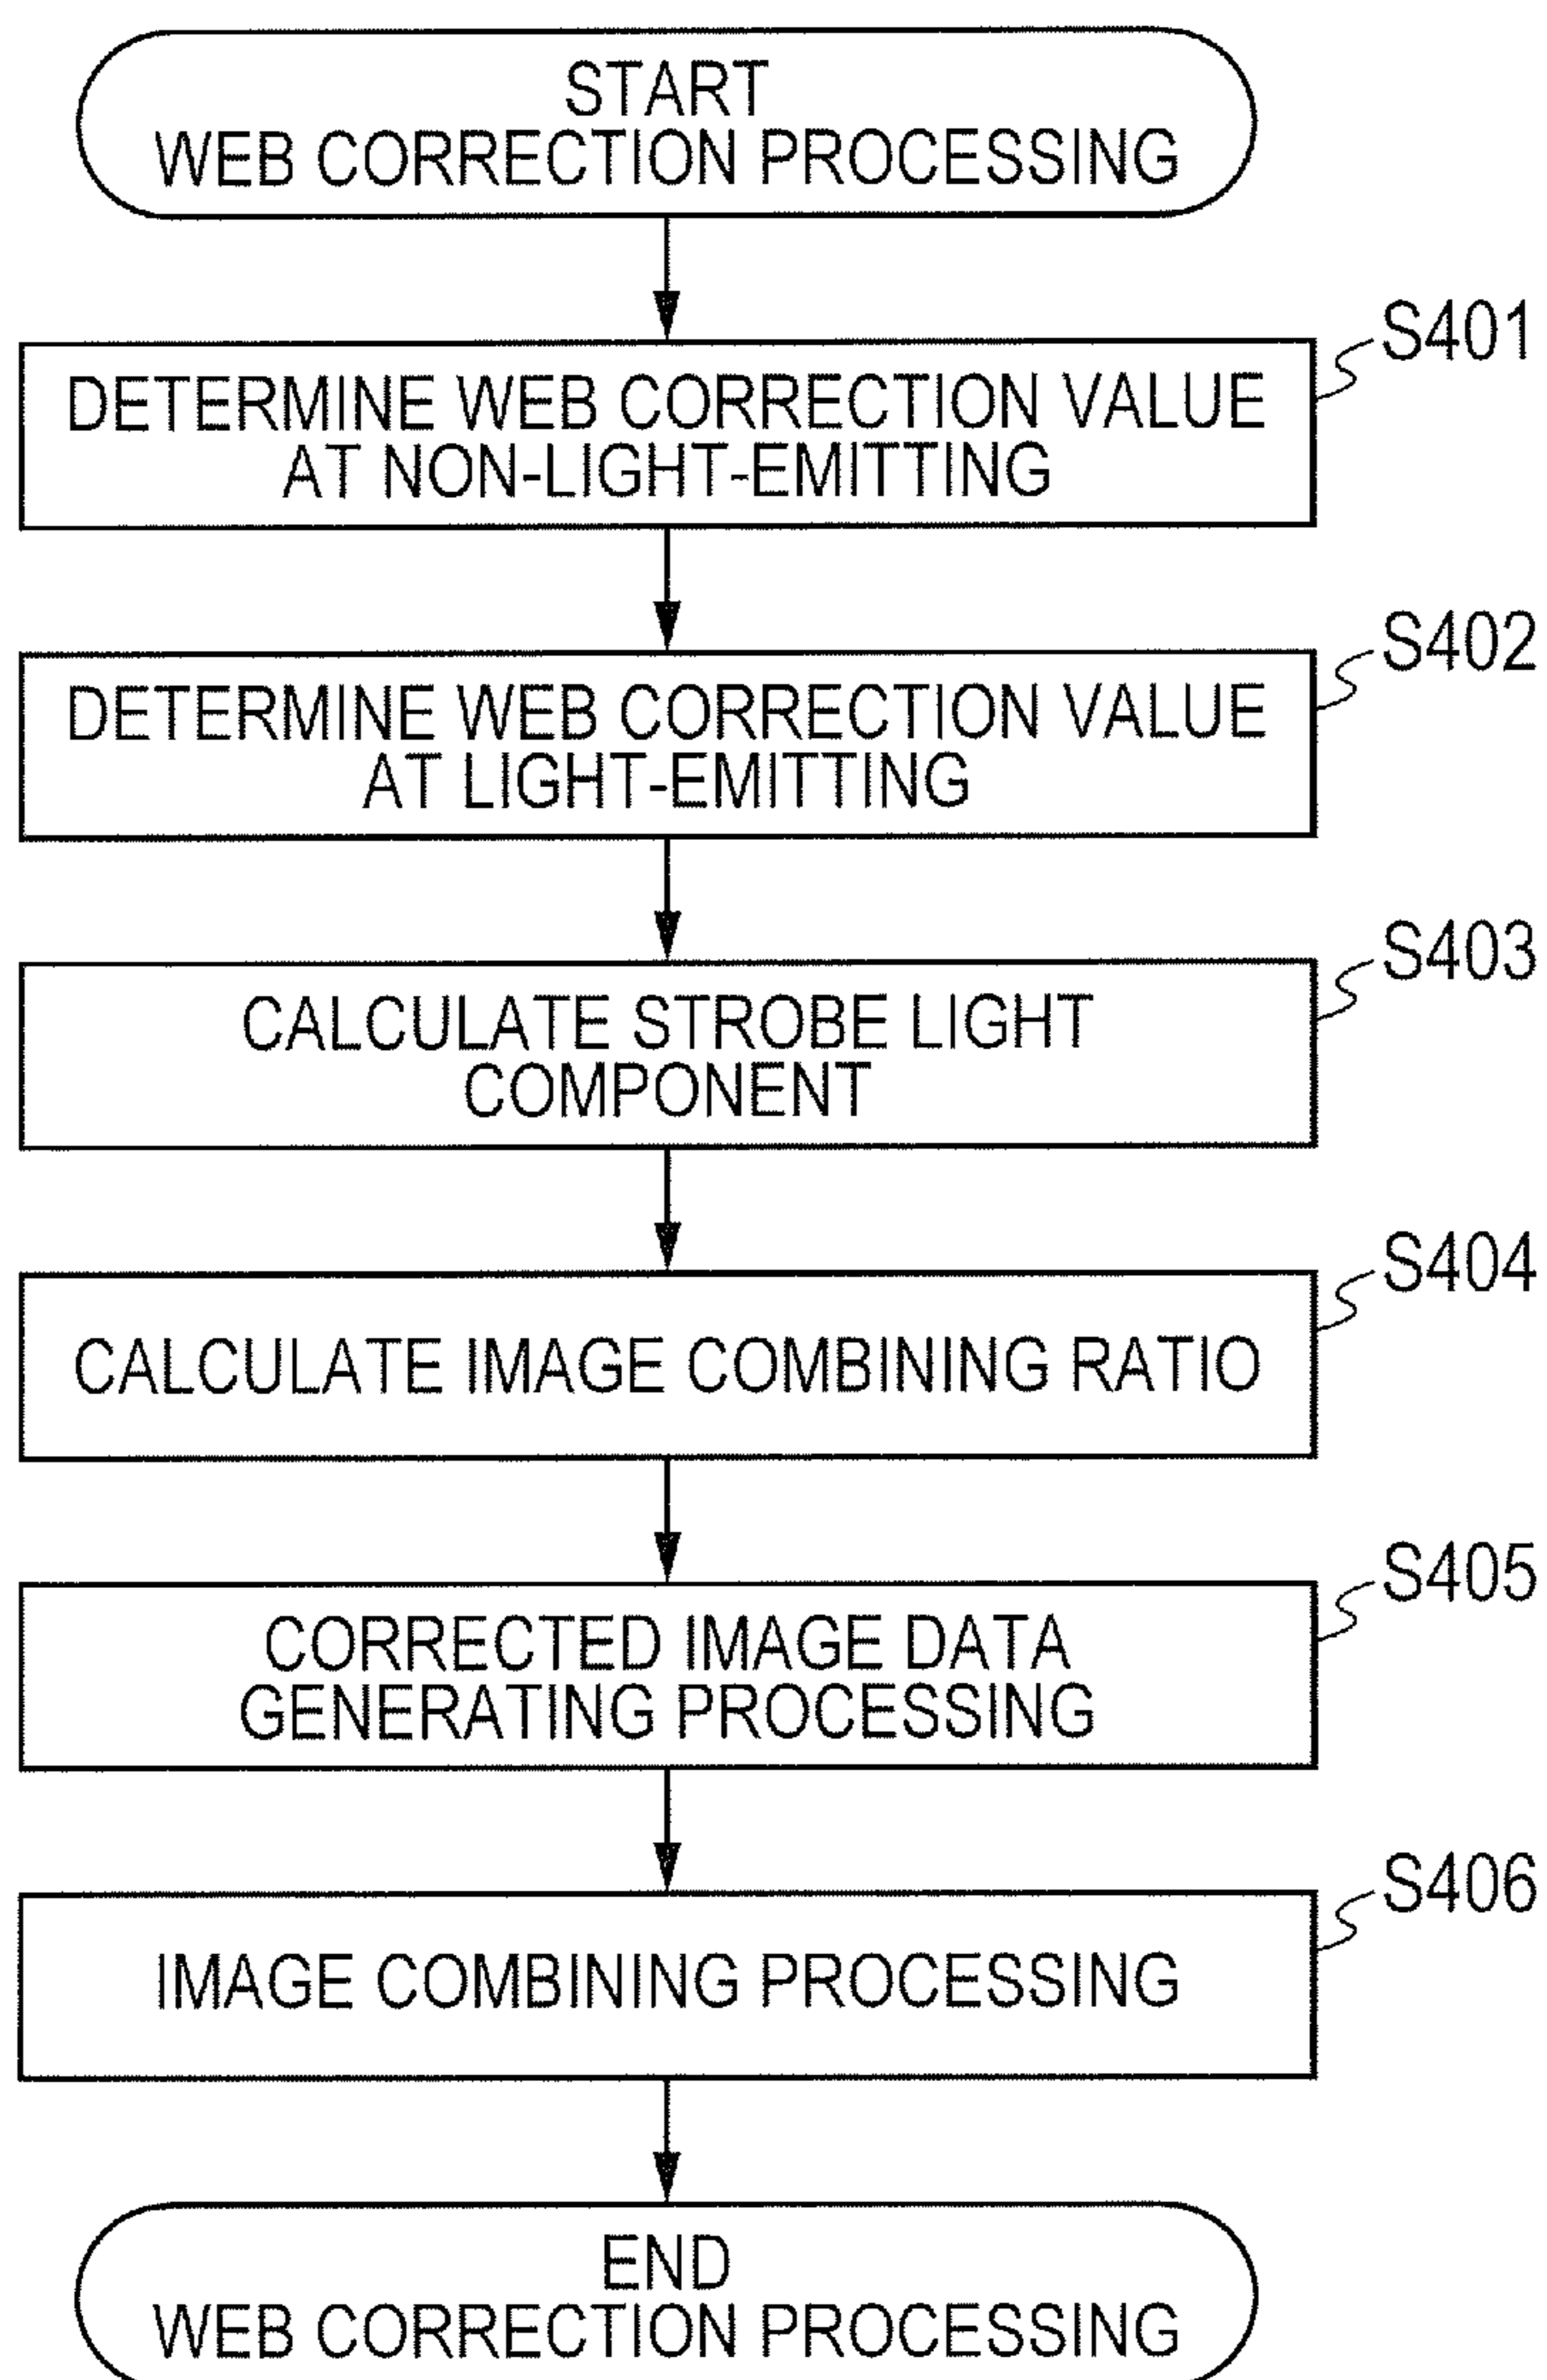 START
WEB CORRECTION PROCESSING
S401
DETERMINE WEB CORRECTION VALUE
AT NON-LIGHT-EMITTING
S402
DETERMINE WEB CORRECTION VALUE
AT LIGHT-EMITTING
S403
CALCULATE STROBE LIGHT
COMPONENT
S404
CALCULATE IMAGE COMBINING RATIO
S405
CORRECTED IMAGE DATA
GENERATING PROCESSING
S406
IMAGE COMBINING PROCESSING
END
WEB CORRECTION PROCESSING